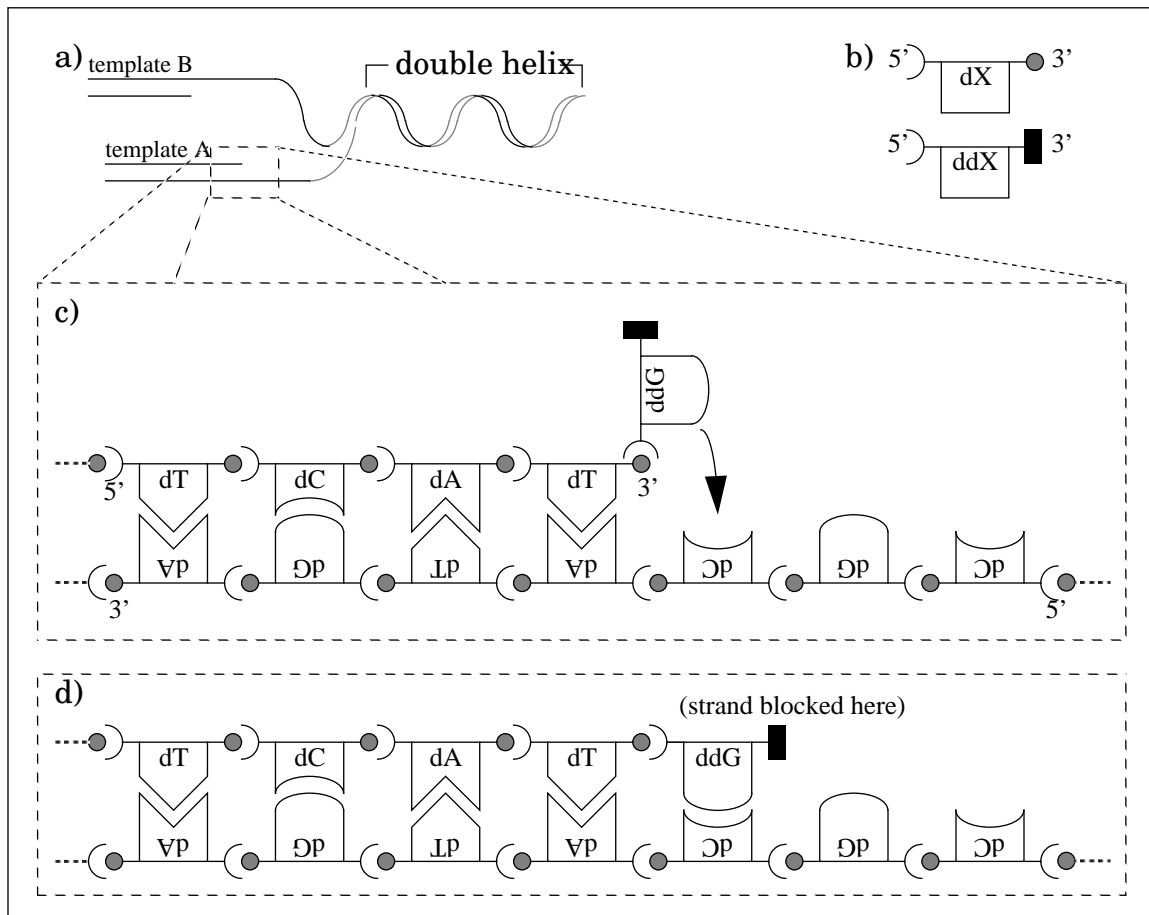 a)
template B
double helix
template A
b)
5’ dX 3’
5’ ddX 3’
c)
ddG
dT dC dA dT
5’ 3’
dA dG dT dA dC dG dC
3’ 5’
d)
(strand blocked here)
dT dC dA dT ddG
dA dG dT dA dC dG dC